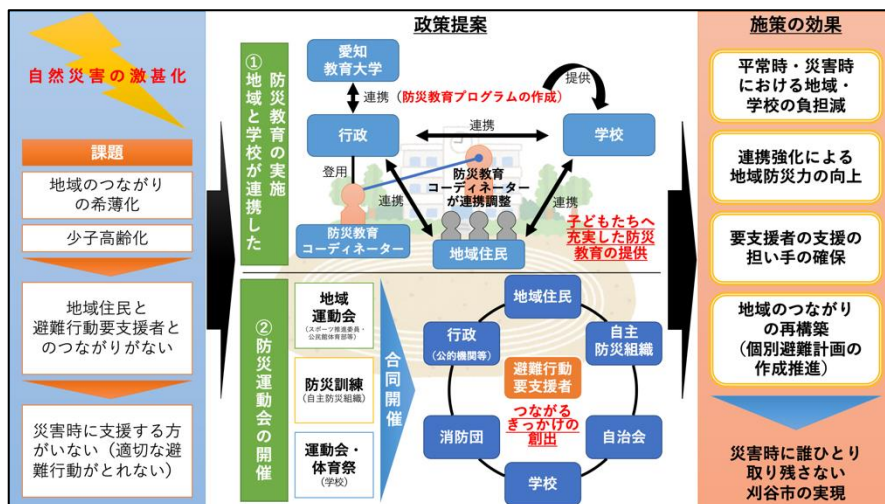 自然災害の激甚化
課題
地域のつながり
の希薄化
少子高齢化
地域住民と
避難行動要支援者と
のつながりがない
災害時に支援する方
がいない(適切な避
難行動がとれない)
政策提案
①地域と学校が連携した
防災教育の実施
愛知
教育大学
連携(防災教育プログラムの作成)
提供
行政
連携
学校
登用
防災教育
コーディネーター
が連携調整
連携
連携
防災教育
コーディネーター
地域住民
子どもたちへ
充実した防災
教育の提供
②防災運動会の開催
地域
運動会
(スポーツ推進委員・
公民館体育部等)
防災訓練
(自主防災組織)
運動会・
体育祭
(学校)
合同開催
地域住民
行政
(公的機関等)
自主
防災組織
避難行動
要支援者
つながる
きっかけの
創出
消防団
自治会
学校
施策の効果
平常時・災害時
における地域・
学校の負担減
連携強化による
地域防災力の向上
要支援者の支援の
担い手の確保
地域のつながり
の再構築
(個別避難計画の
作成推進)
災害時に誰ひとり
取り残さない
刈谷市の実現